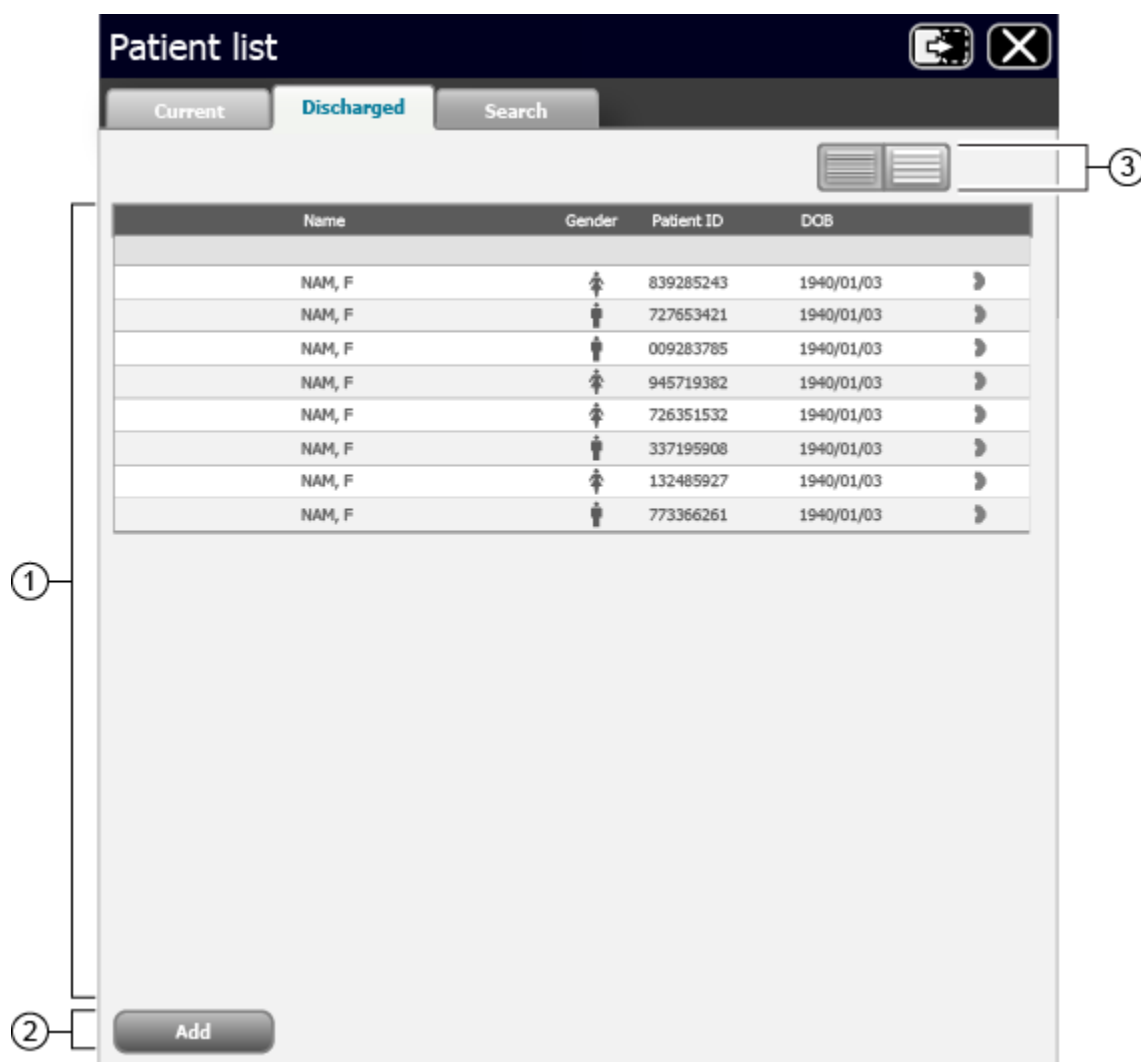 Patient list
Current Discharged Search
3
Name Gender Patient ID DOB
NAM, F 839285243 1940/01/03
NAM, F 727653421 1940/01/03
NAM, F 009283785 1940/01/03
NAM, F 945719382 1940/01/03
NAM, F 726351532 1940/01/03
NAM, F 337195908 1940/01/03
NAM, F 132485927 1940/01/03
NAM, F 773366261 1940/01/03
1
2 Add